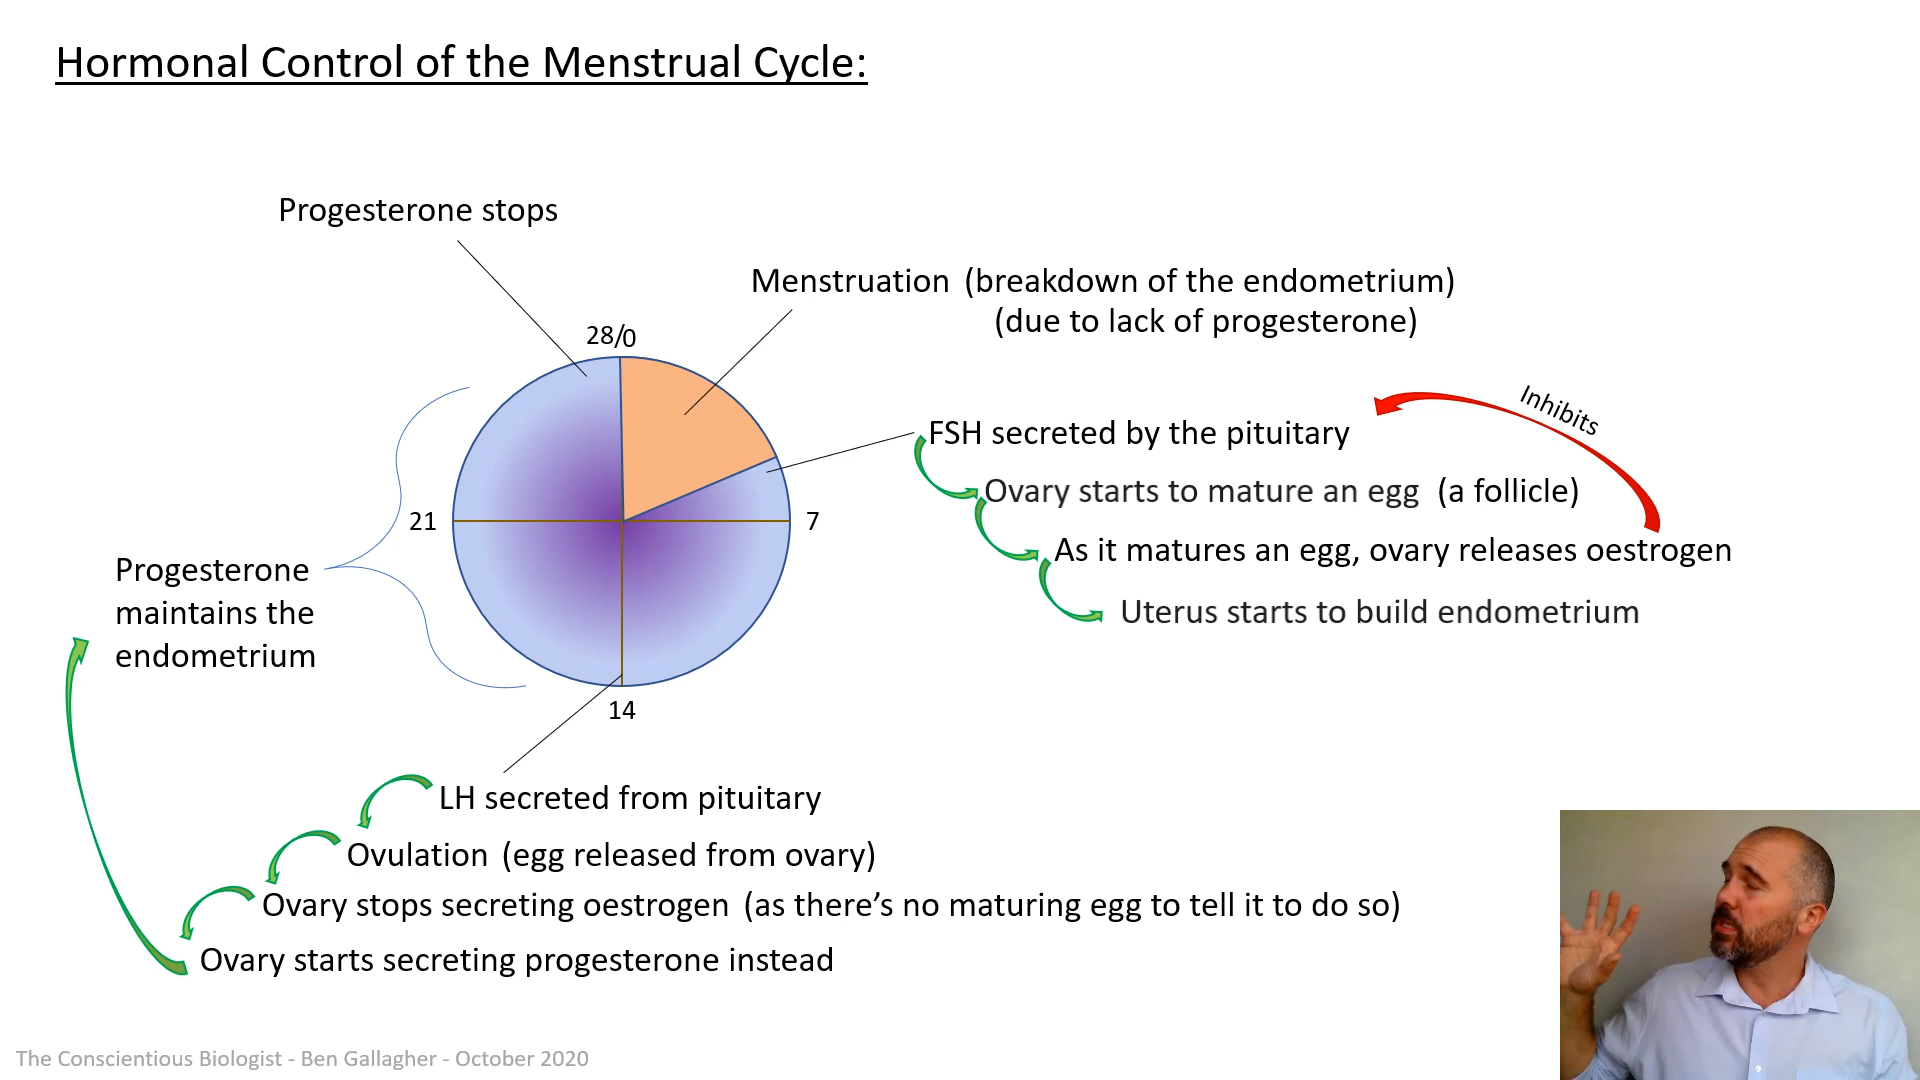 Hormonal Control of the Menstrual Cycle:
Progesterone stops
Menstruation (breakdown of the endometrium)
(due to lack of progesterone)
28/0
Inhibits
FSH secreted by the pituitary
Ovary starts to mature an egg (a follicle)
21
7
As it matures an egg, ovary releases oestrogen
Progesterone
maintains the
endometrium
Uterus starts to build endometrium
14
LH secreted from pituitary
Ovulation (egg released from ovary)
Ovary stops secreting oestrogen (as there's no maturing egg to tell it to do so)
Ovary starts secreting progesterone instead
The Conscientious Biologist - Ben Gallagher - October 2020